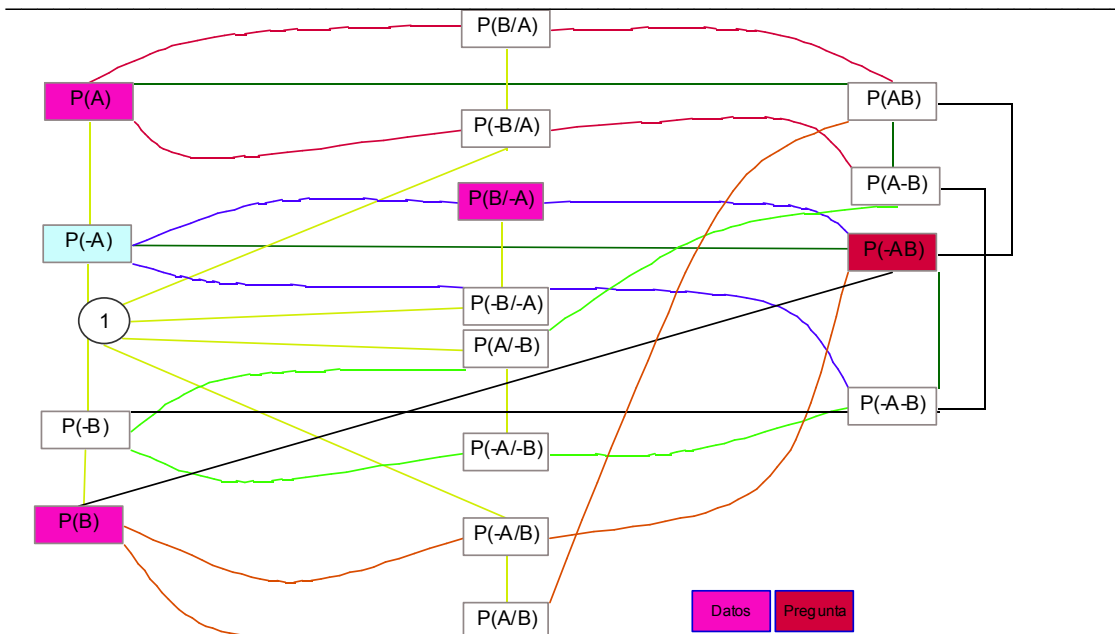 P(B/A)
P(A)
P(AB)
P(-B/A)
P(A-B)
P(B/-A)
P(-A)
P(-AB)
P(-B/-A)
1
P(A/-B)
P(-A-B)
P(-B)
P(-A/-B)
P(B)
P(-A/B)
P(A/B)
Datos
Pregunta